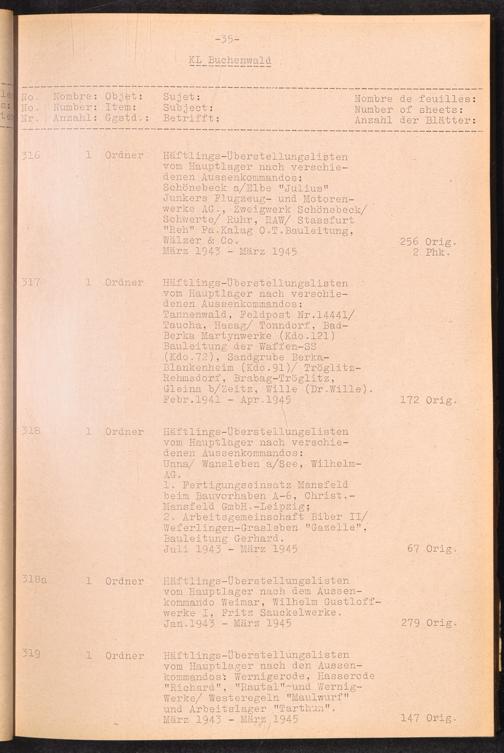 -35-
KL Buchenwald
No. Nombre: Objet: Sujet: Nombre de feuilles:
No. Number: Item: Subject: Number of sheets:
Nr. Anzahl: Ggstd.: Betrifft: Anzahl der Blätter:
316 1 Ordner Häftlings-Überstellungslisten
vom Hauptlager nach verschie-
denen Aussenkommandos:
Schönebeck a/Elbe "Julius"
Junkers Flugzeug- und Motoren-
werke AG., Zweigwerk Schönebeck/
Schwerte/ Ruhr, RAW/ Stassfurt
"Reh" Fa.Kalag O.T.Bauleitung,
Wälzer & Co. 256 Orig.
März 1943 - März 1945 2 Phk.
317 1 Ordner Häftlings-Überstellungslisten
vom Hauptlager nach verschie-
denen Aussenkommandos:
Tannenwald, Feldpost Nr.14441/
Taucha, Hasag/ Tonndorf, Bad-
Berka Martynwerke (Kdo.121)
Bauleitung der Waffen-SS
(Kdo.72), Sandgrube Berka-
Blankenheim (Kdo.91)/ Tröglitz-
Rehmsdorf, Brabag-Tröglitz,
Gleina b/Zeitz, Wille (Dr.Wille).
Febr.1941 - Apr.1945 172 Orig.
318 1 Ordner Häftlings-Überstellungslisten
vom Hauptlager nach verschie-
denen Aussenkommandos:
Unna/ Wansleben a/See, Wilhelm-
AG.
1. Fertigungseinsatz Mansfeld
beim Bauvorhaben A-6, Christ.-
Mansfeld GmbH.-Leipzig;
2. Arbeitsgemeinschaft Biber II/
Weferlingen-Grasleben "Gazelle",
Bauleitung Gerhard.
Juli 1943 - März 1945 67 Orig.
318a 1 Ordner Häftlings-Überstellungslisten
vom Hauptlager nach dem Aussen-
kommando Weimar, Wilhelm Gustloff-
werke I, Fritz Sauckelwerke.
Jan.1943 - März 1945 279 Orig.
319 1 Ordner Häftlings-Überstellungslisten
vom Hauptlager nach den Aussen-
kommandos: Wernigerode, Hasserode
"Richard", "Rautal"-und Wernig-
Werke/ Westeregeln "Maulwurf"
und Arbeitslager "Tarthun".
März 1943 - März 1945 147 Orig.